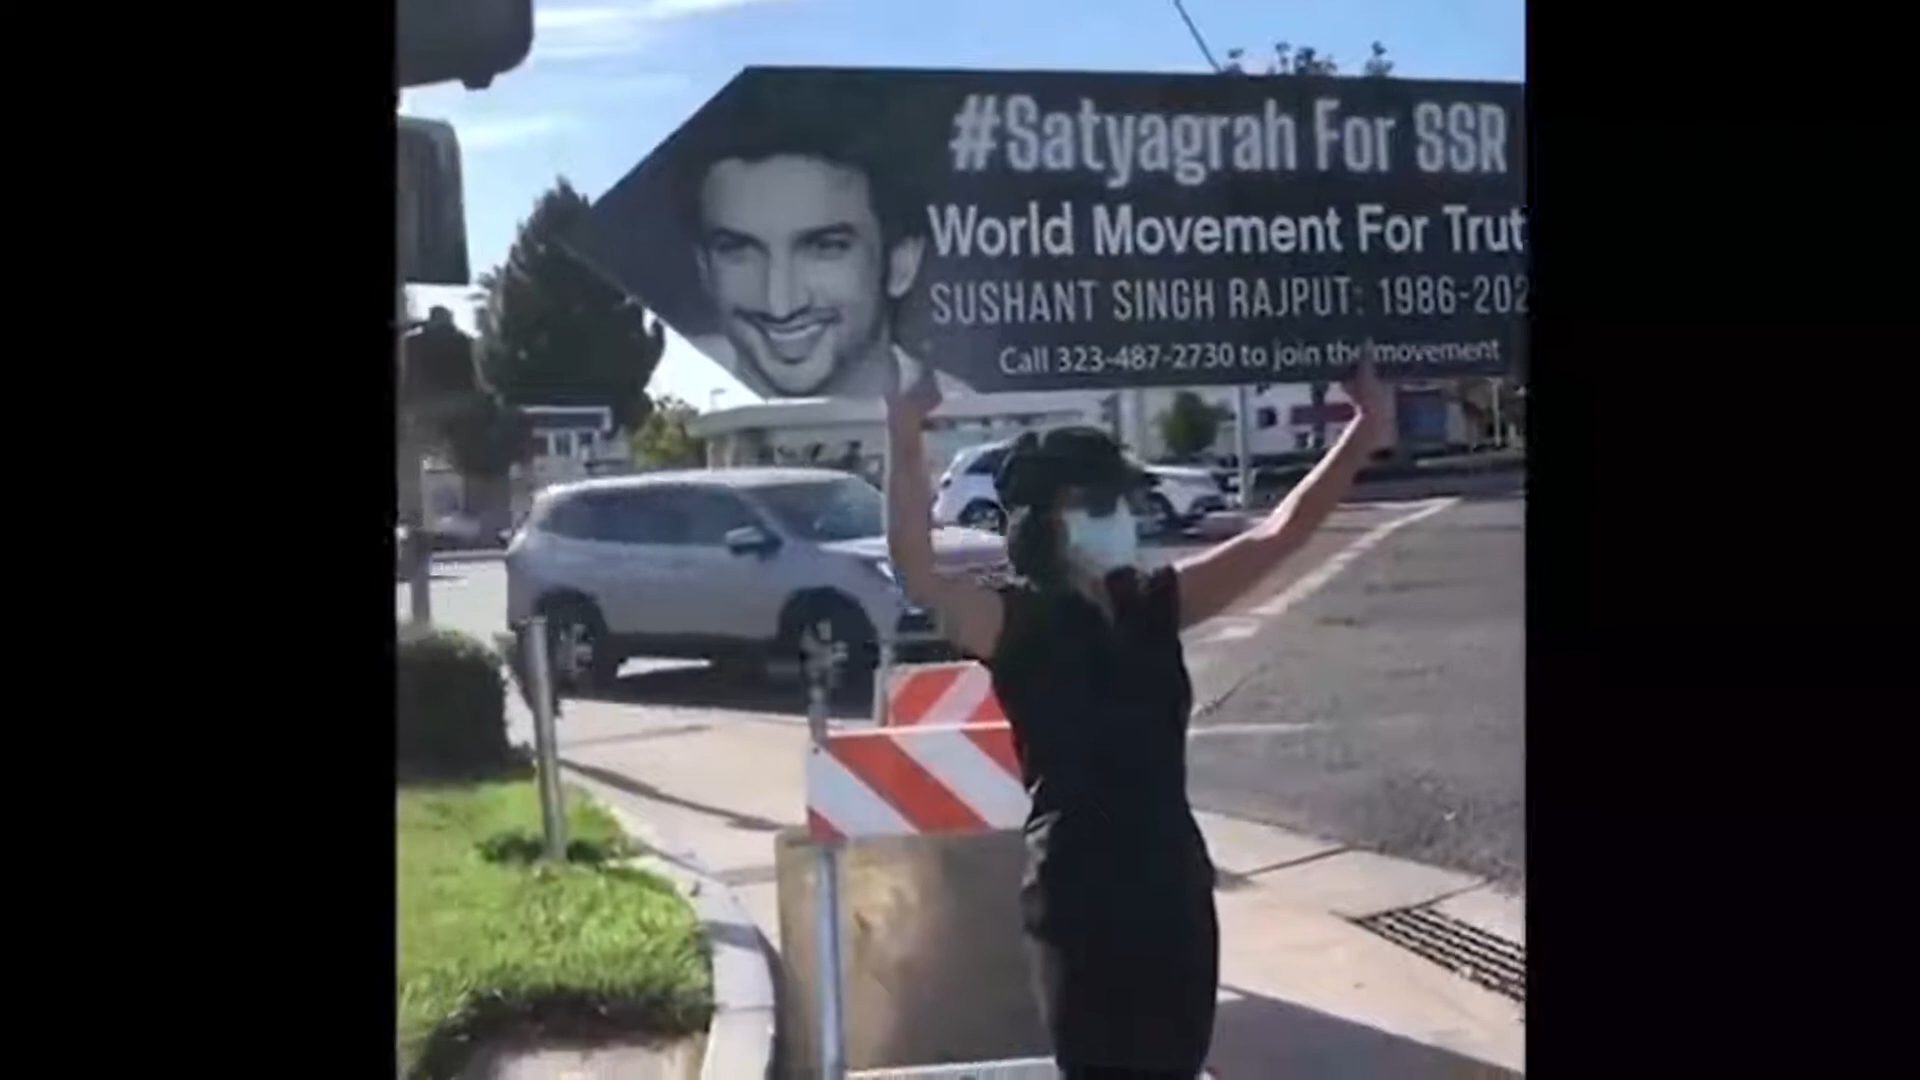 #Satyagrah For SSR
World Movement For Trut
SUSHANT SINGH RAJPUT: 1986-202
Call 323-487-2730 to join the movement